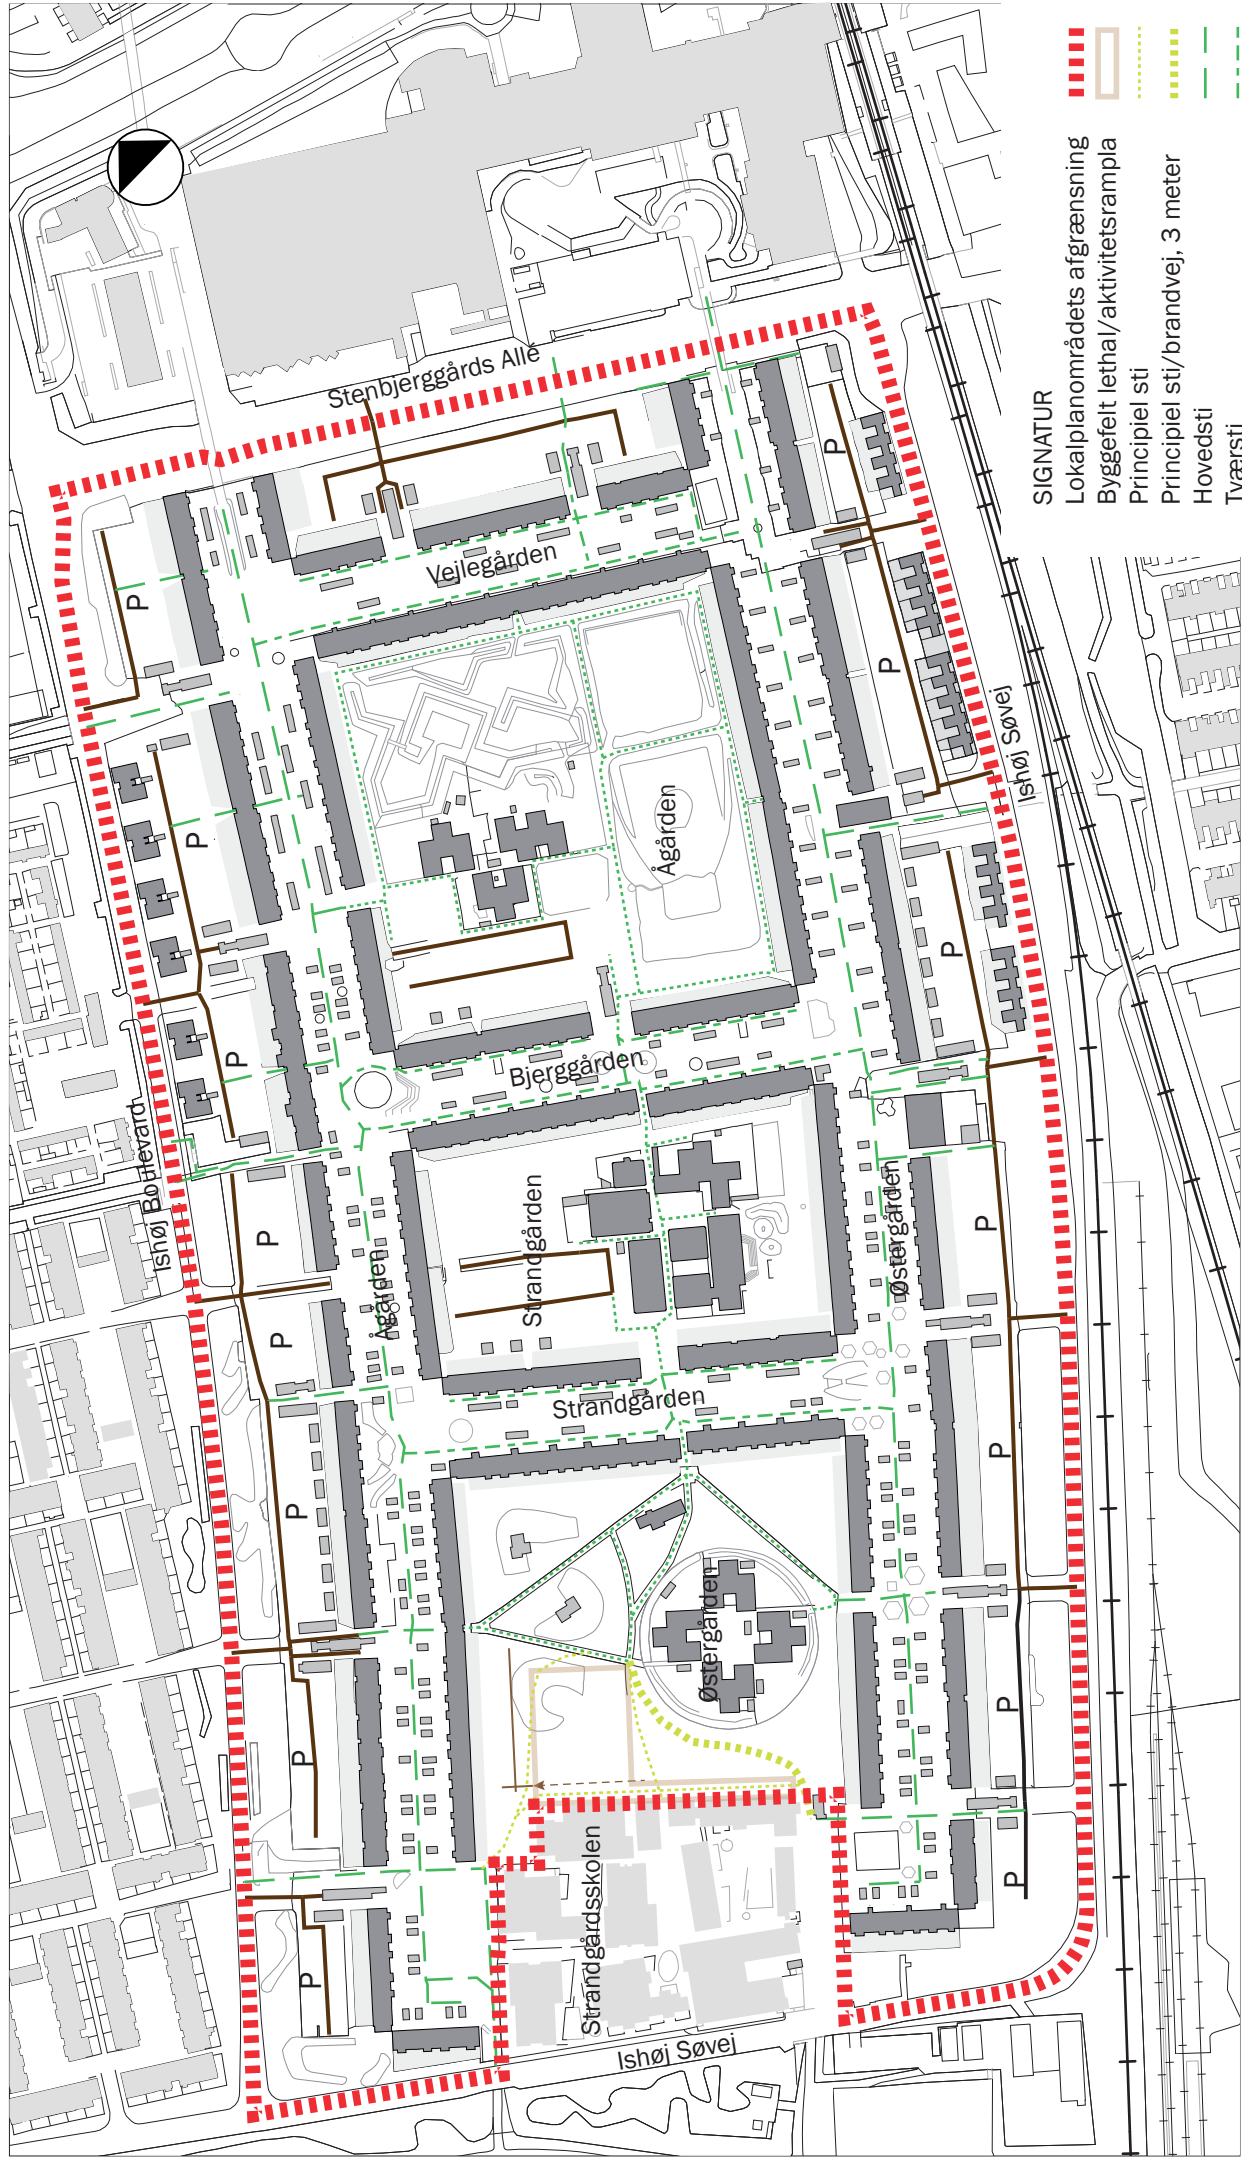 Stenbjerggårds Allé
Vejlegården
P
P
P
P
P
Ishøj Søvej
Ågården
P
Bjerggården
Ishøj Boulevard
P
P
Ågården
Strandgården
Østergården
P
P
Strandgården
P
P
Østergården
P
P
P
P
Strandgårdsskolen
Ishøj Søvej
SIGNATUR
Lokalplanområdets afgrænsning
Byggefelt lethal/aktivitetsrampla
Principiel sti
Principiel sti/brandvej, 3 meter
Hovedsti
Tværsti